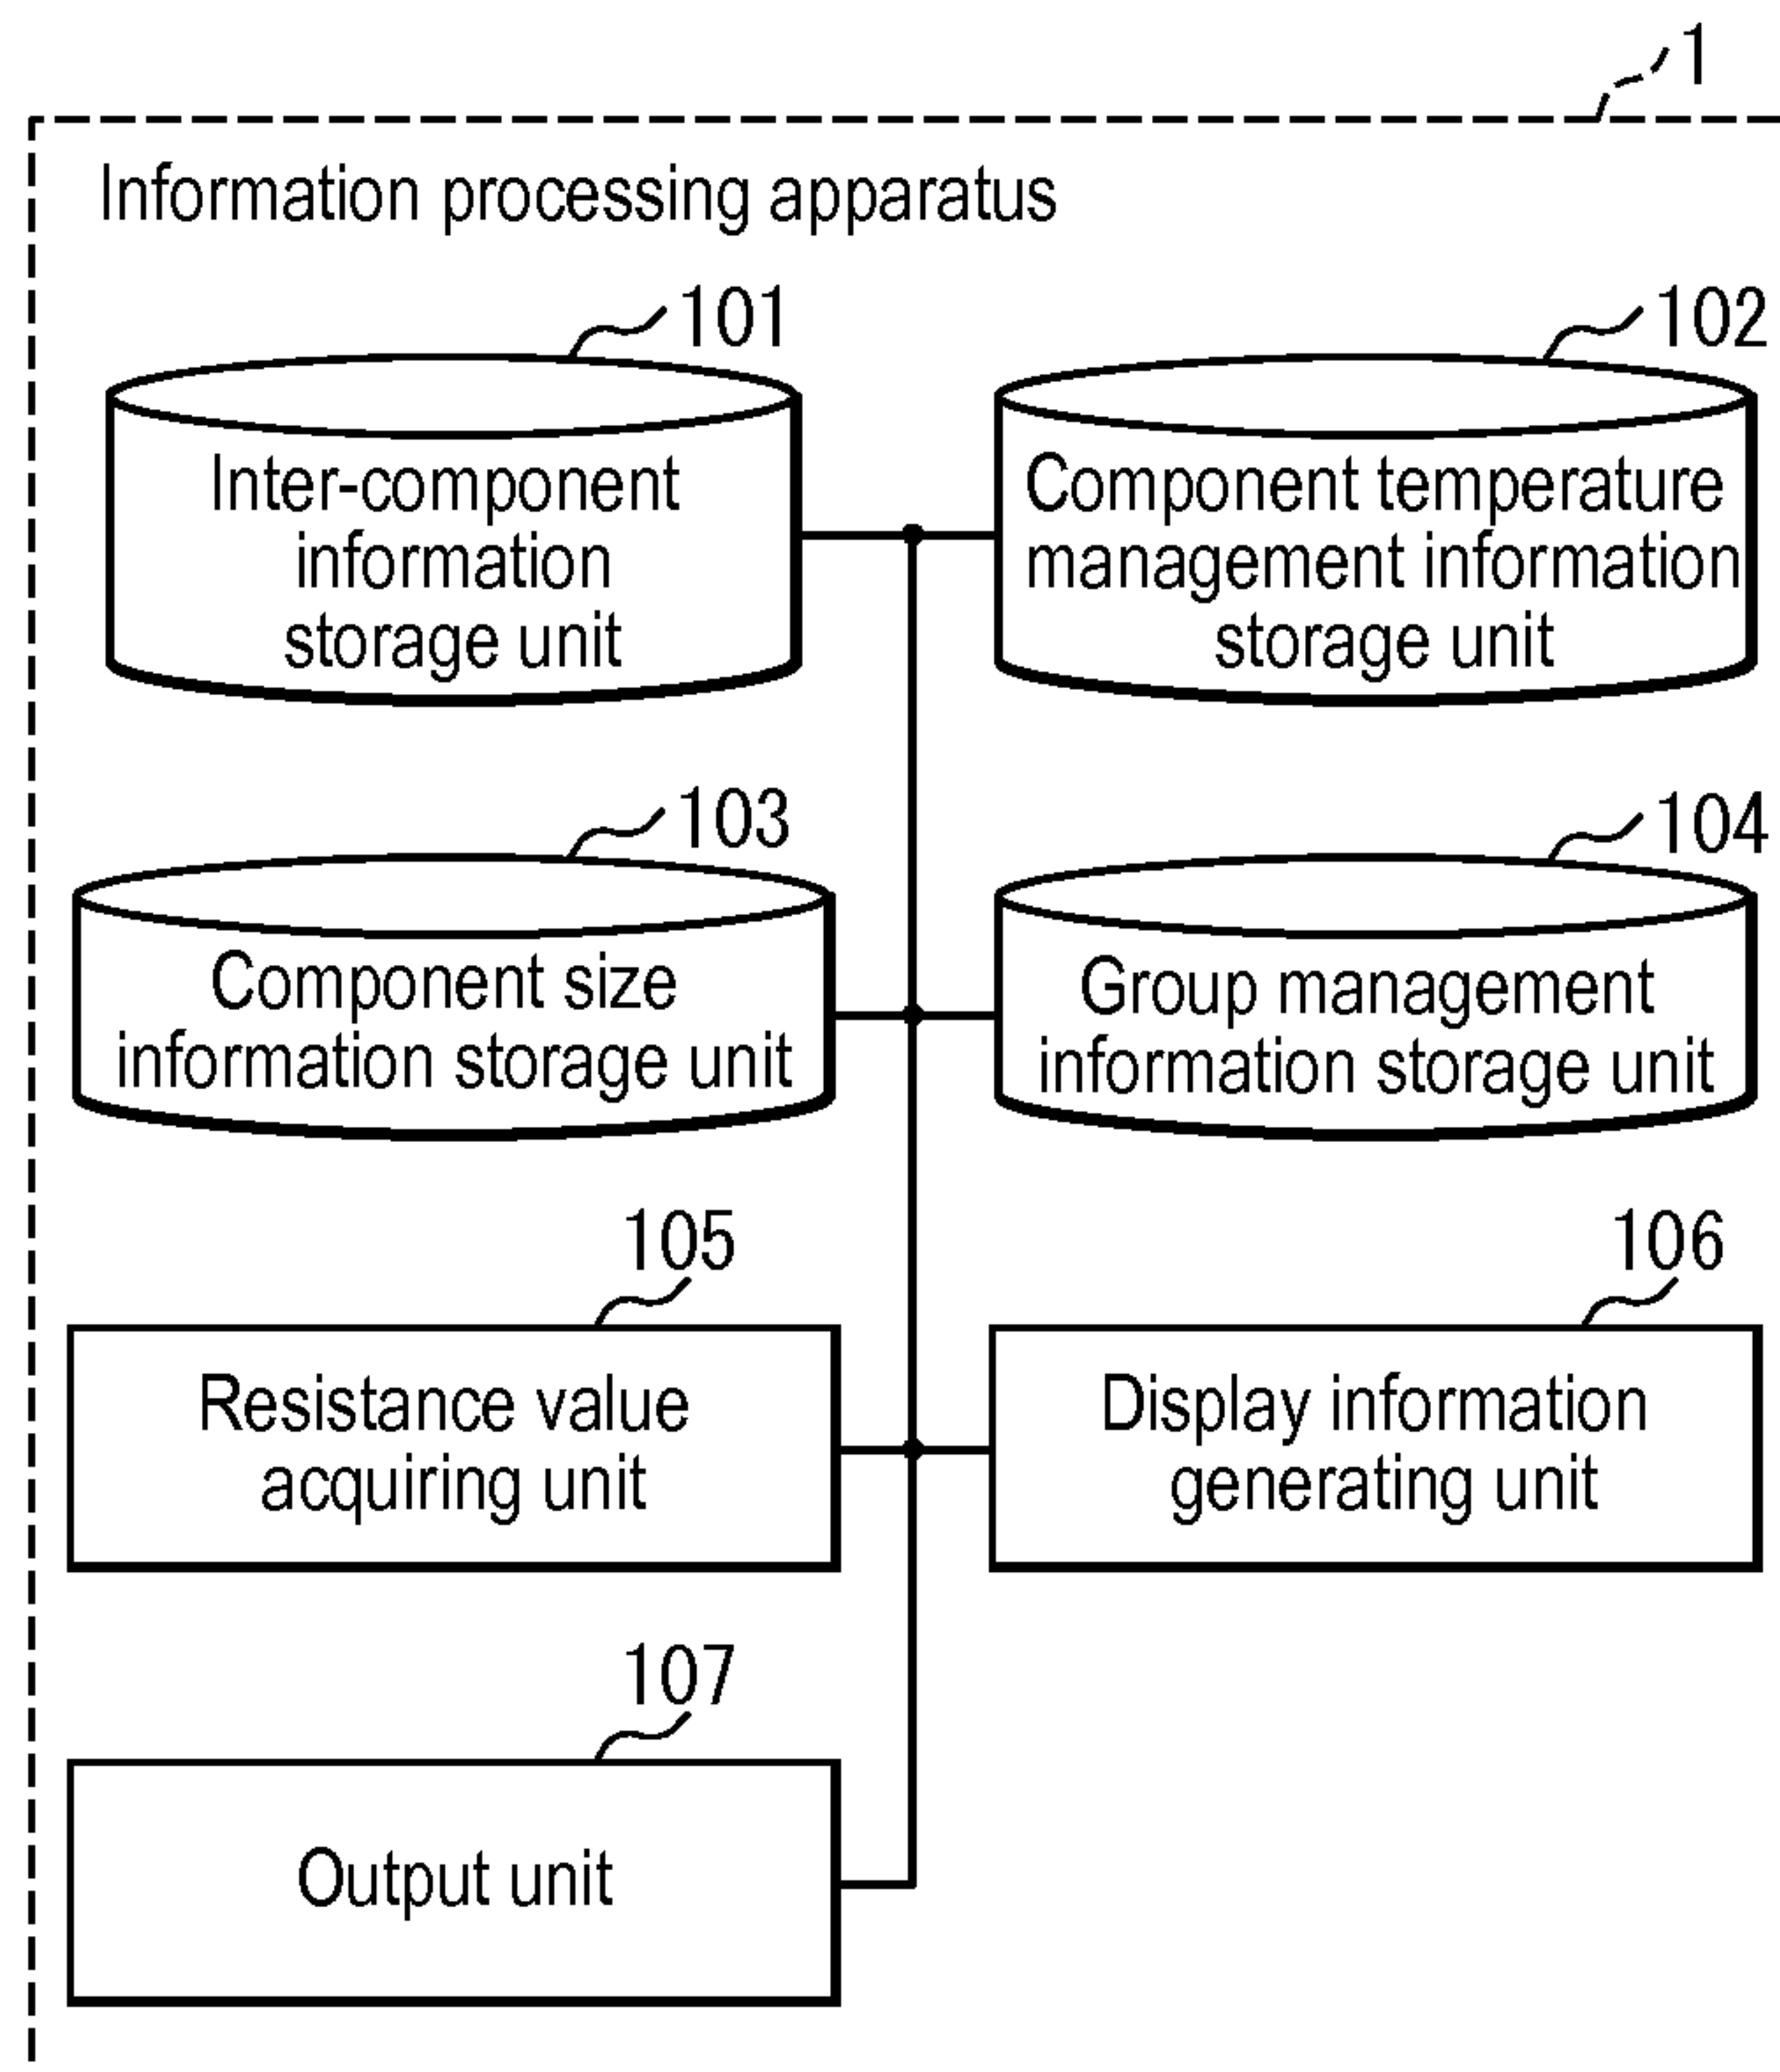 1
Information processing apparatus
101
102
Inter-component
information
storage unit
Component temperature
management information
storage unit
103
104
Component size
information storage unit
Group management
information storage unit
105
106
Resistance value
acquiring unit
Display information
generating unit
107
Output unit